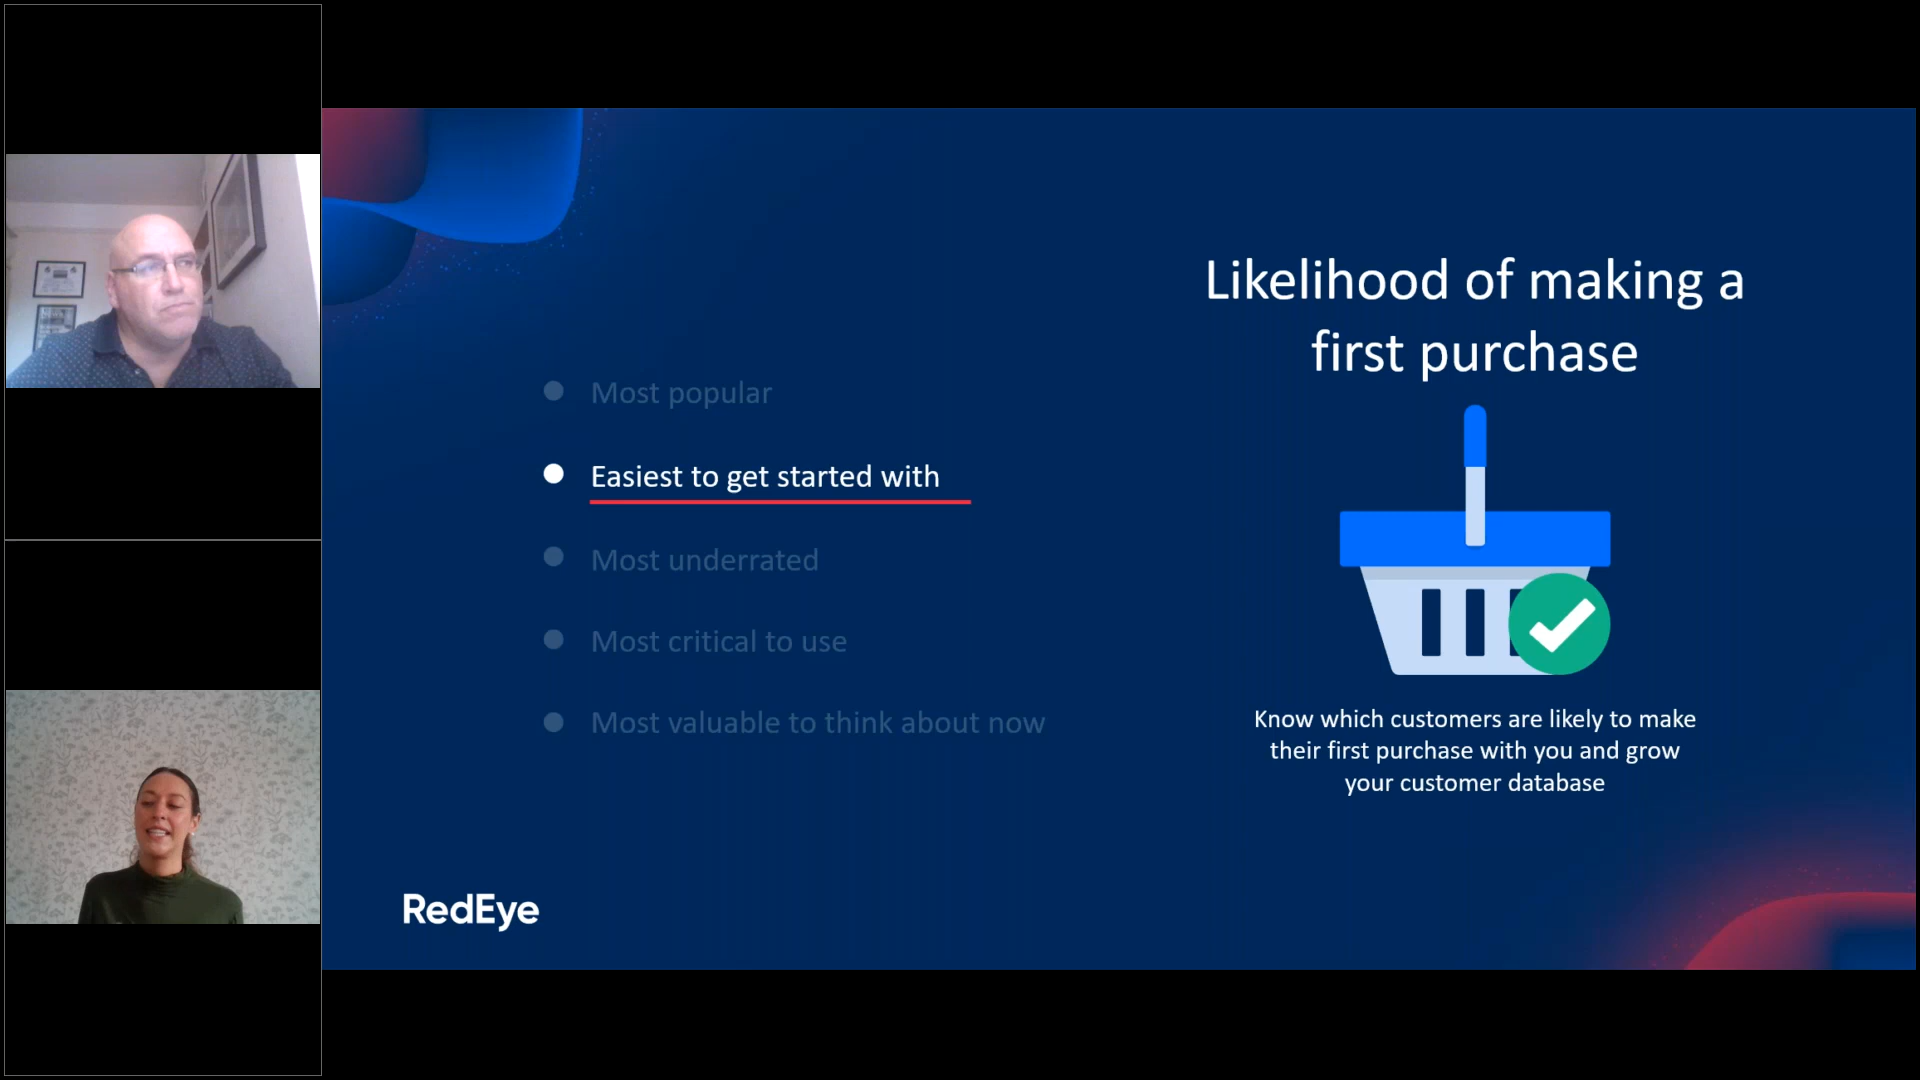 Likelihood of making a
first purchase
Most popular
Easiest to get started with
Most underrated
Most critical to use
Most valuable to think about now
Know which customers are likely to make
their first purchase with you and grow
your customer database
RedEye